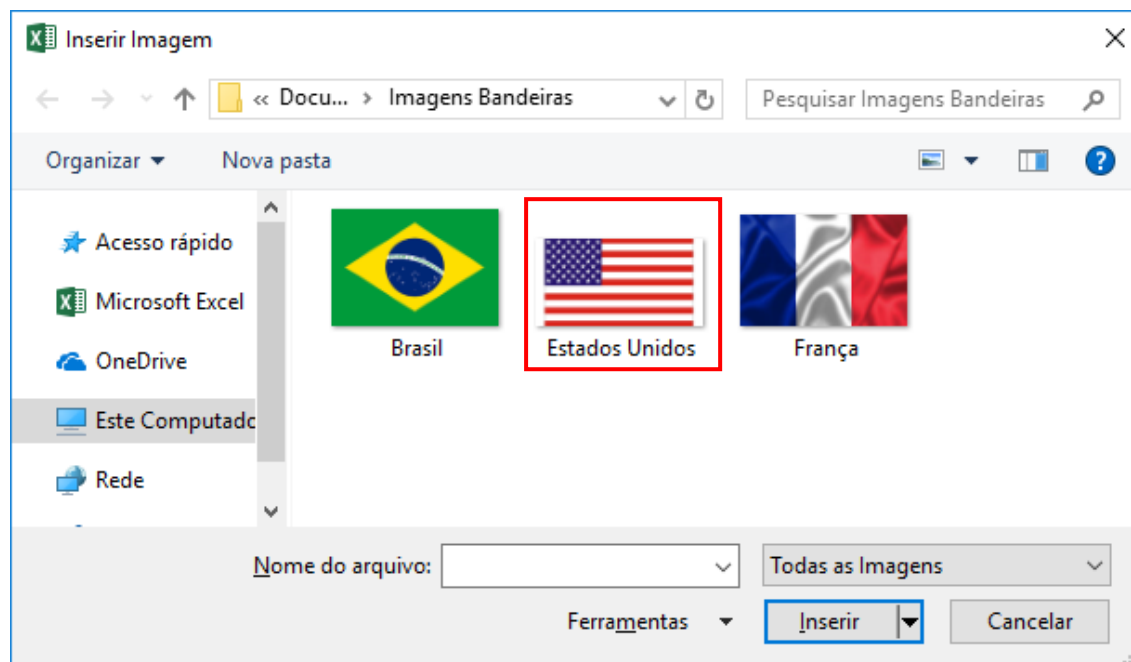 Inserir Imagem
« Docu... › Imagens Bandeiras
Pesquisar Imagens Bandeiras
Organizar
Nova pasta
Acesso rápido
Microsoft Excel
OneDrive
Este Computadc
Rede
Brasil
Estados Unidos
França
Nome do arquivo:
Todas as Imagens
Ferramentas
Inserir
Cancelar